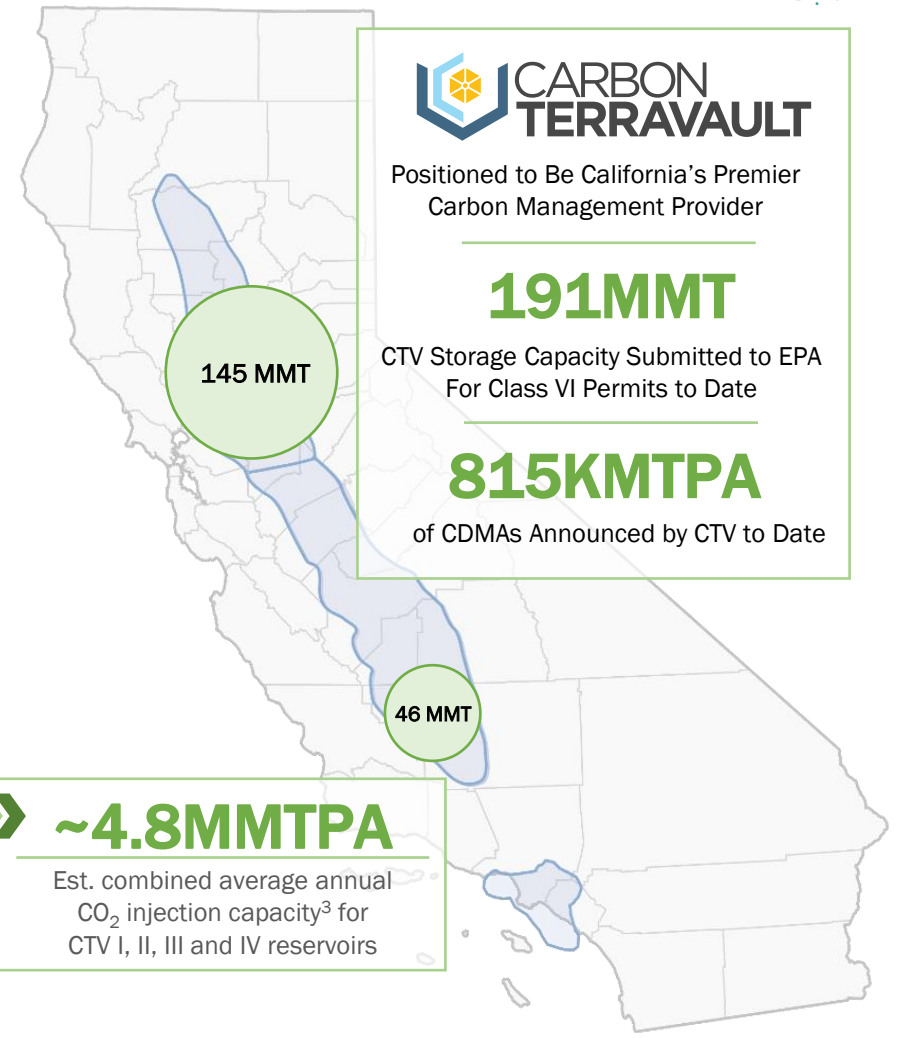 CARBON
TERRAVAULT
Positioned to Be California’s Premier
Carbon Management Provider
191MMT
CTV Storage Capacity Submitted to EPA
For Class VI Permits to Date
815KMTPA
of CDMAs Announced by CTV to Date
145 MMT
46 MMT
~4.8MMTPA
Est. combined average annual
CO₂ injection capacity³ for
CTV I, II, III and IV reservoirs